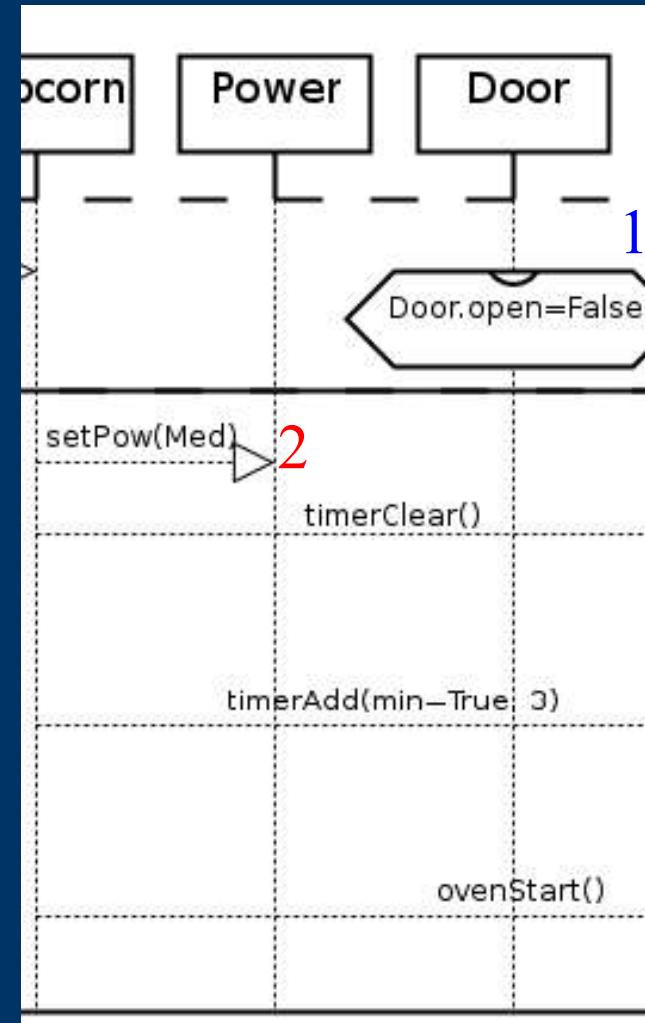 pcorn Power Door
1
Door.open=False
setPow(Med) 2
timerClear()
timerAdd(min=True, 3)
ovenStart()